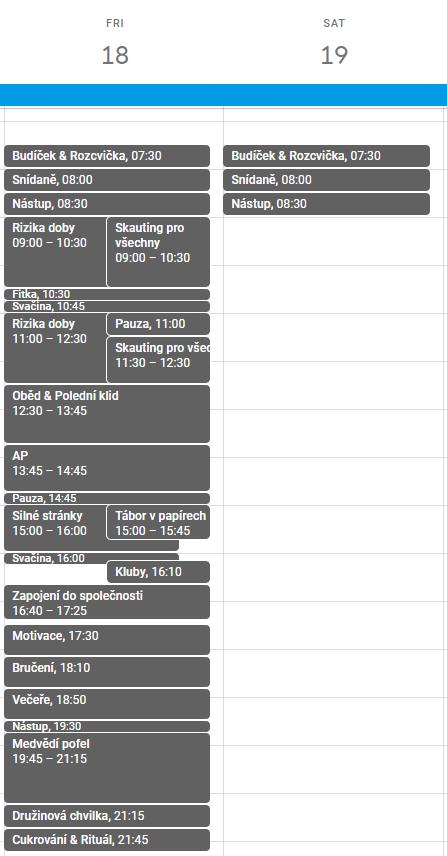 FRI
18
SAT
19
Budíček & Rozcvička, 07:30
Snídaně, 08:00
Nástup, 08:30
Rizika doby
09:00 – 10:30
Skauting pro
všechny
09:00 – 10:30
Fitka, 10:30
Svačina, 10:45
Rizika doby
11:00 – 12:30
Pauza, 11:00
Skauting pro všec
11:30 – 12:30
Oběd & Polední klid
12:30 – 13:45
AP
13:45 – 14:45
Pauza, 14:45
Silné stránky
15:00 – 16:00
Tábor v papírech
15:00 – 15:45
Svačina, 16:00
Kluby, 16:10
Zapojení do společnosti
16:40 – 17:25
Motivace, 17:30
Bručení, 18:10
Večeře, 18:50
Nástup, 19:30
Medvědí pořel
19:45 – 21:15
Družinová chvilka, 21:15
Cukrování & Rituál, 21:45
Budíček & Rozcvička, 07:30
Snídaně, 08:00
Nástup, 08:30